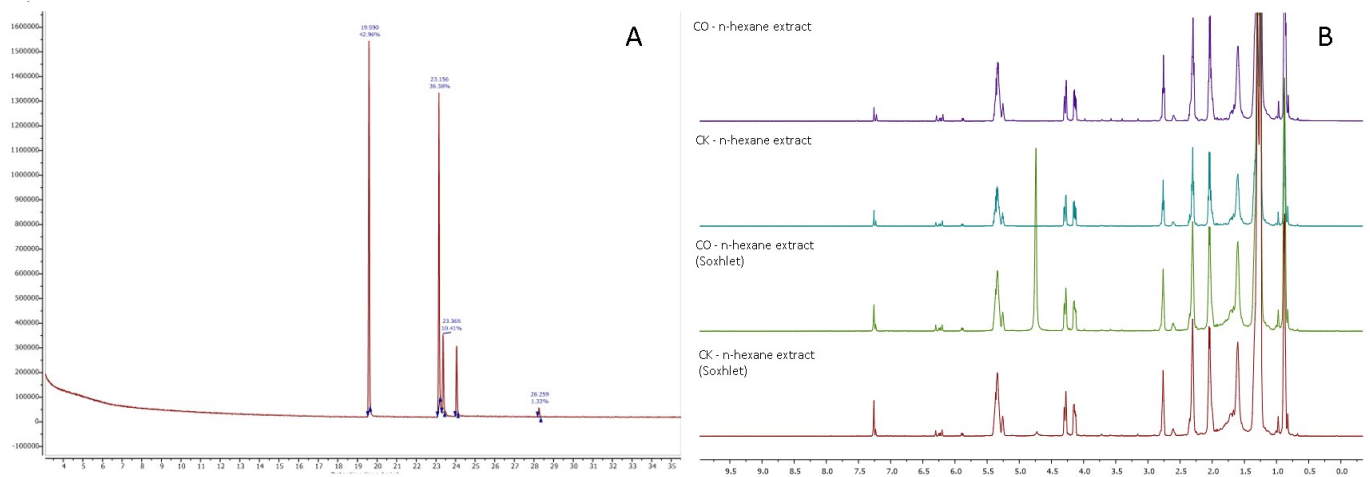 A
1600000
1500000
1400000
1300000
1200000
1100000
1000000
900000
800000
700000
600000
500000
400000
300000
200000
100000
0
-100000
19.590
42.96%
23.156
36.38%
23.365
10.41%
28.259
1.33%
4 5 6 7 8 9 10 11 12 13 14 15 16 17 18 19 20 21 22 23 24 25 26 27 28 29 30 31 32 33 34 35
B
CO - n-hexane extract
CK - n-hexane extract
CO - n-hexane extract
(Soxhlet)
CK - n-hexane extract
(Soxhlet)
9.5 9.0 8.5 8.0 7.5 7.0 6.5 6.0 5.5 5.0 4.5 4.0 3.5 3.0 2.5 2.0 1.5 1.0 0.5 0.0